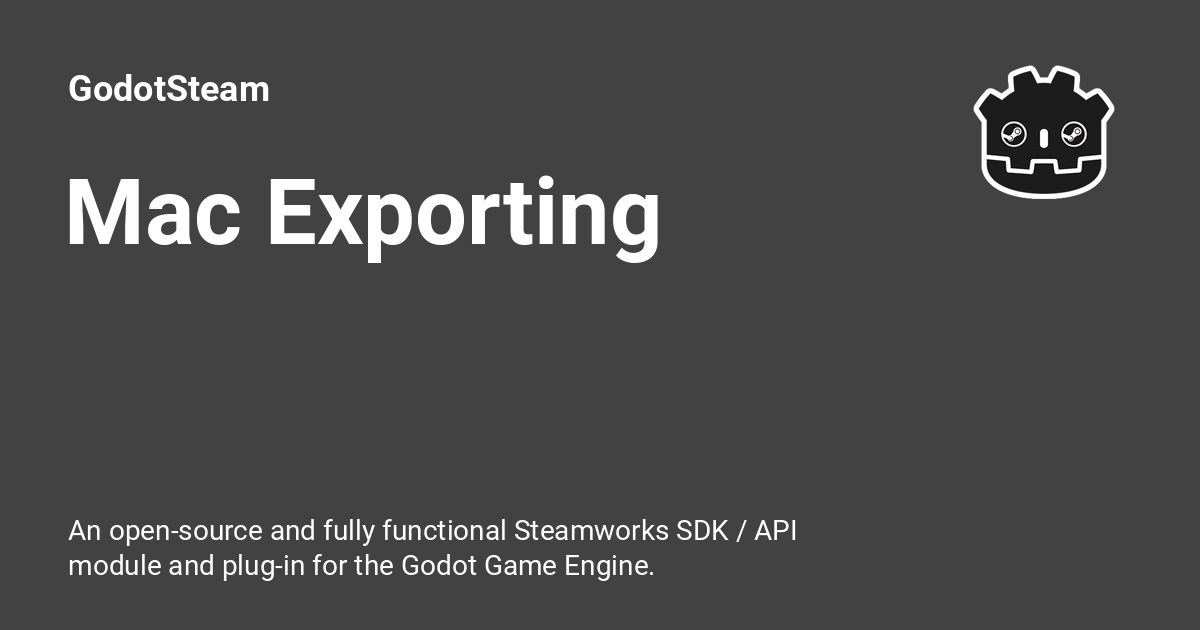 GodotSteam
Mac Exporting
An open-source and fully functional Steamworks SDK / API
module and plug-in for the Godot Game Engine.